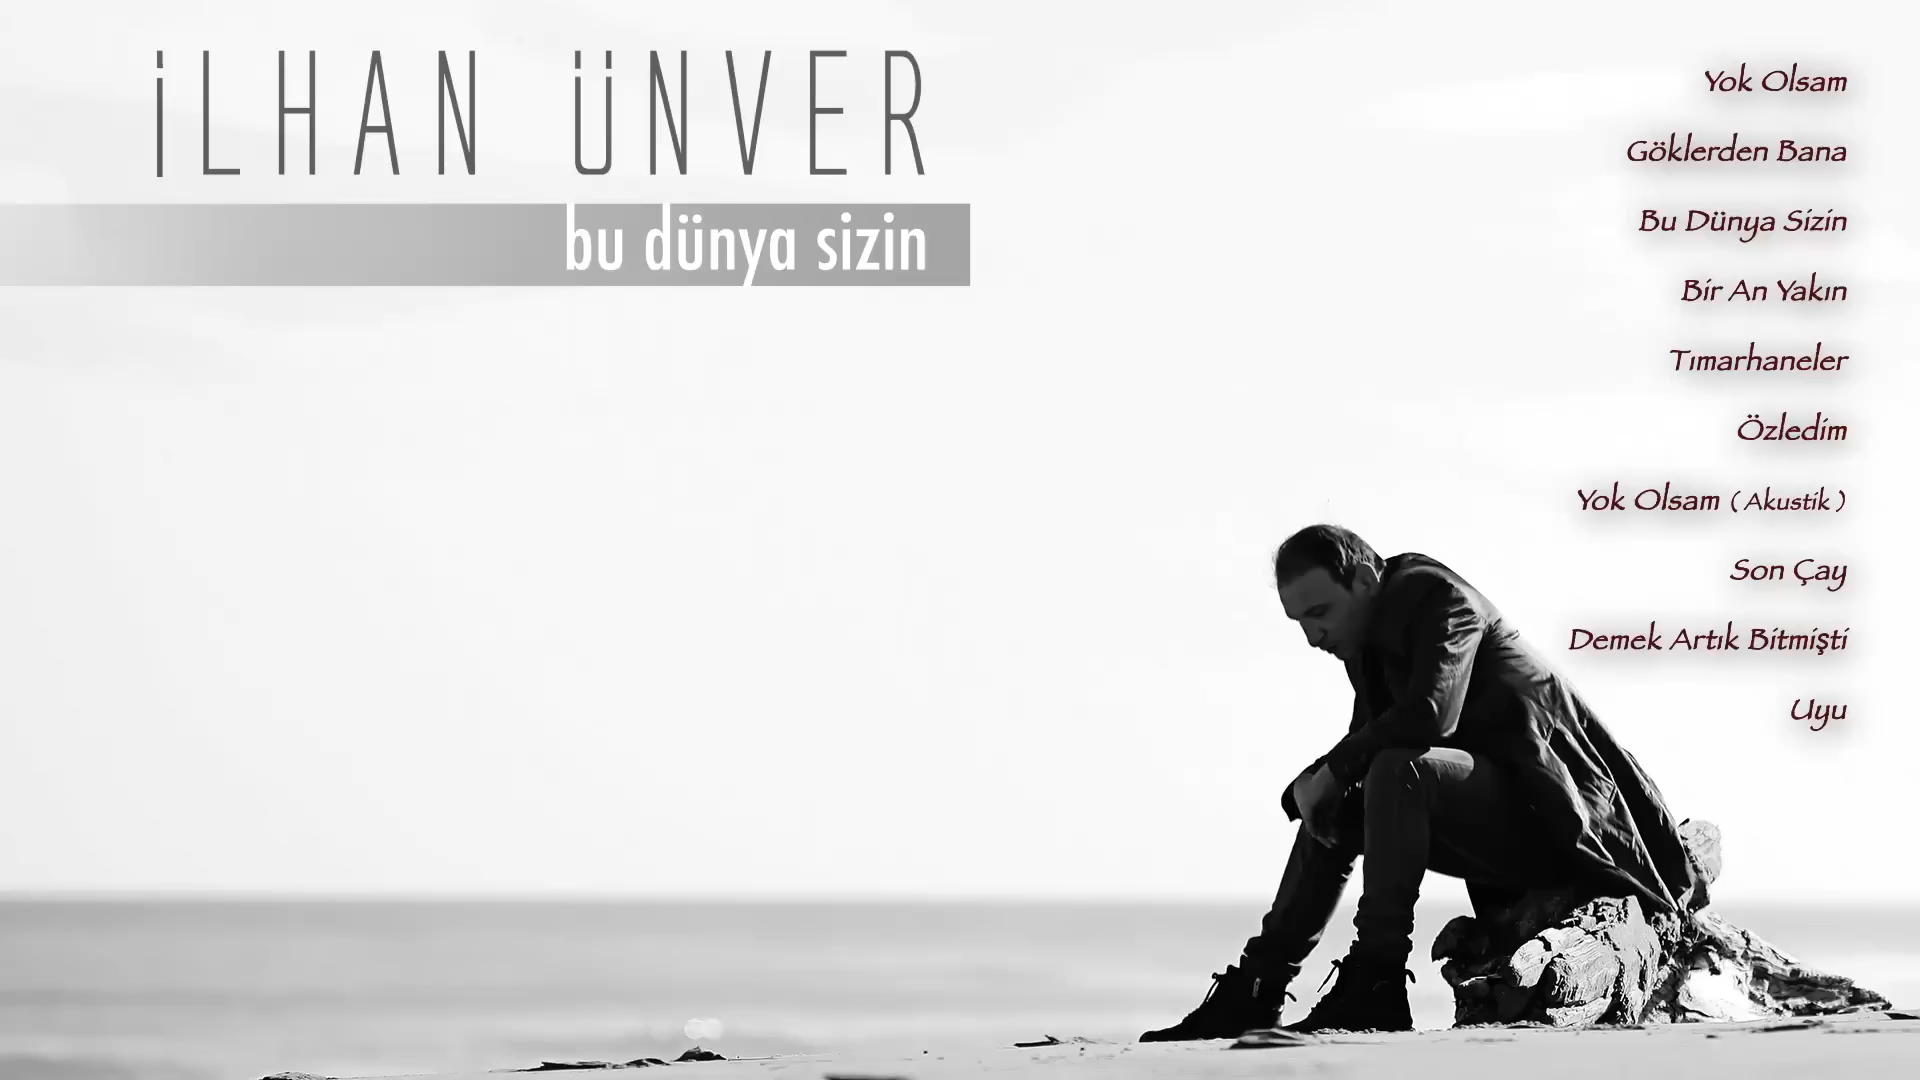 İLHAN ÜNVER
bu dünya sizin
Yok Olsam
Göklerden Bana
Bu Dünya Sizin
Bir An Yakın
Tımarhaneler
Özledim
Yok Olsam ( Akustik )
Son Çay
Demek Artık Bitmişti
Uyu